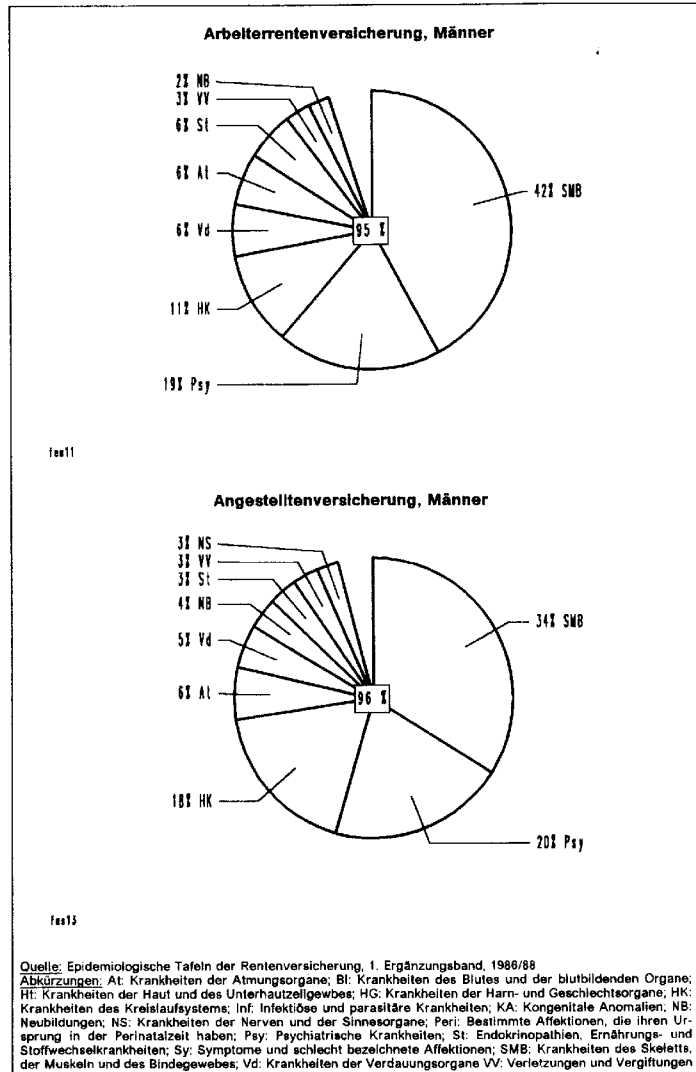 Arbeiterrentenversicherung, Männer
2% NB
3% VV
6% St
6% At
6% Vd
11% HK
19% Psy
42% SMB
95 %
fem11
Angestelltenversicherung, Männer
3% NS
3% VV
3% St
4% NB
5% Vd
6% At
18% HK
20% Psy
34% SMB
96 %
Quelle: Epidemiologische Tafeln der Rentenversicherung, 1. Ergänzungsband, 1986/88
Abkürzungen: At: Krankheiten der Atmungsorgane; Bl: Krankheiten des Blutes und der blutbildenden Organe;
Ht: Krankheiten der Haut und des Unterhautzellgewbes; HG: Krankheiten der Harn- und Geschlechtsorgane; HK:
Krankheiten des Kreislaufsystems; Inf: Infektiöse und parasitäre Krankheiten; KA: Kongenitale Anomalien; NB:
Neubildungen; NS: Krankheiten der Nerven und der Sinnesorgane; Peri: Bestimmte Affektionen, die ihren Ur-
sprung in der Perinatalzeit haben; Psy: Psychiatrische Krankheiten; St: Endokrinopathien, Ernährungs- und
Stoffwechselkrankheiten; Sy: Symptome und schlecht bezeichnete Affektionen; SMB: Krankheiten des Skeletts,
der Muskeln und des Bindegewebes; Vd: Krankheiten der Verdauungsorgane VV: Verletzungen und Vergiftungen